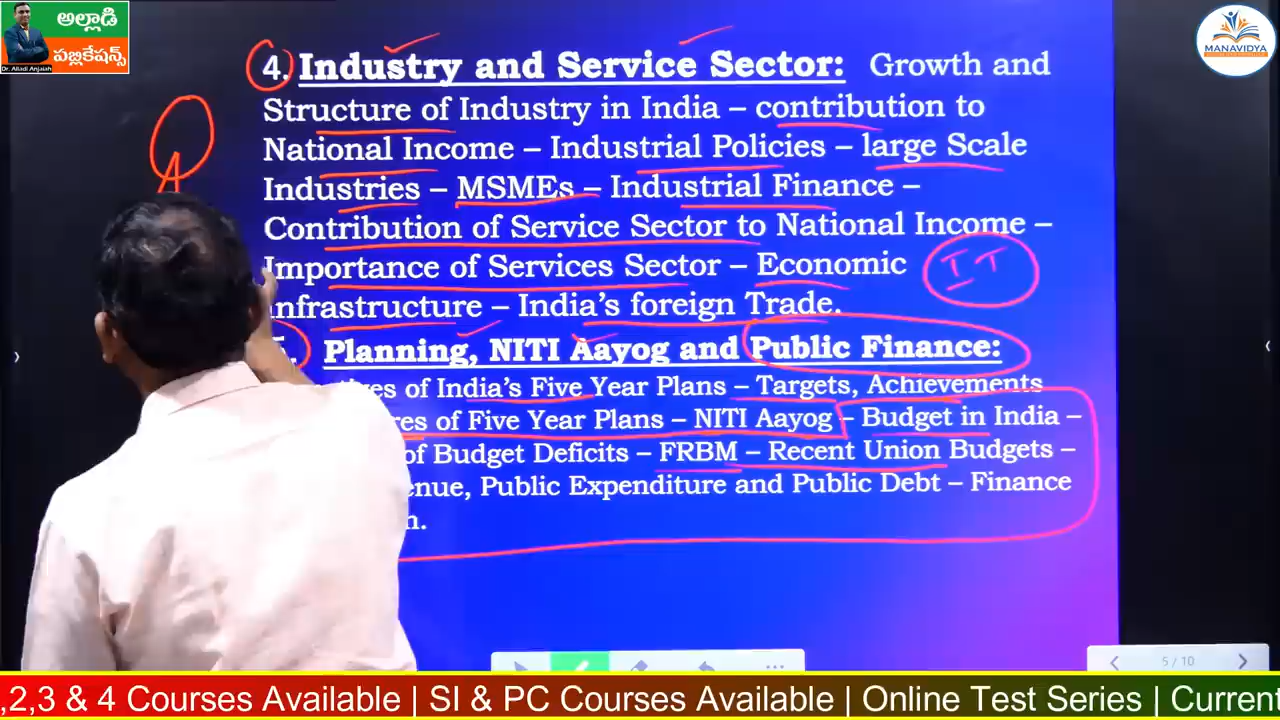 అల్లాడి
పబ్లికేషన్స్
Dr. Alladi Anjaiah
MANAVIDYA
4. Industry and Service Sector: Growth and
Structure of Industry in India – contribution to
National Income – Industrial Policies – large Scale
Industries – MSMEs – Industrial Finance –
Contribution of Service Sector to National Income –
Importance of Services Sector – Economic
IT
nfrastructure – India's foreign Trade.
Planning, NITI Aayog and Public Finance:
of India's Five Year Plans – Targets, Achievements
of Five Year Plans – NITI Aayog – Budget in India –
of Budget Deficits – FRBM – Recent Union Budgets –
enue, Public Expenditure and Public Debt – Finance
n.
5 / 10
,2,3 & 4 Courses Available | SI & PC Courses Available | Online Test Series | Current